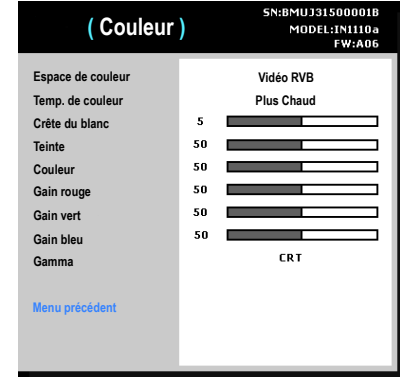 ( Couleur )
SN:BMUJ31500001B
MODEL:IN1110a
FW:A06
Espace de couleur Vidéo RVB
Temp. de couleur Plus Chaud
Crête du blanc 5
Teinte 50
Couleur 50
Gain rouge 50
Gain vert 50
Gain bleu 50
Gamma CRT
Menu précédent